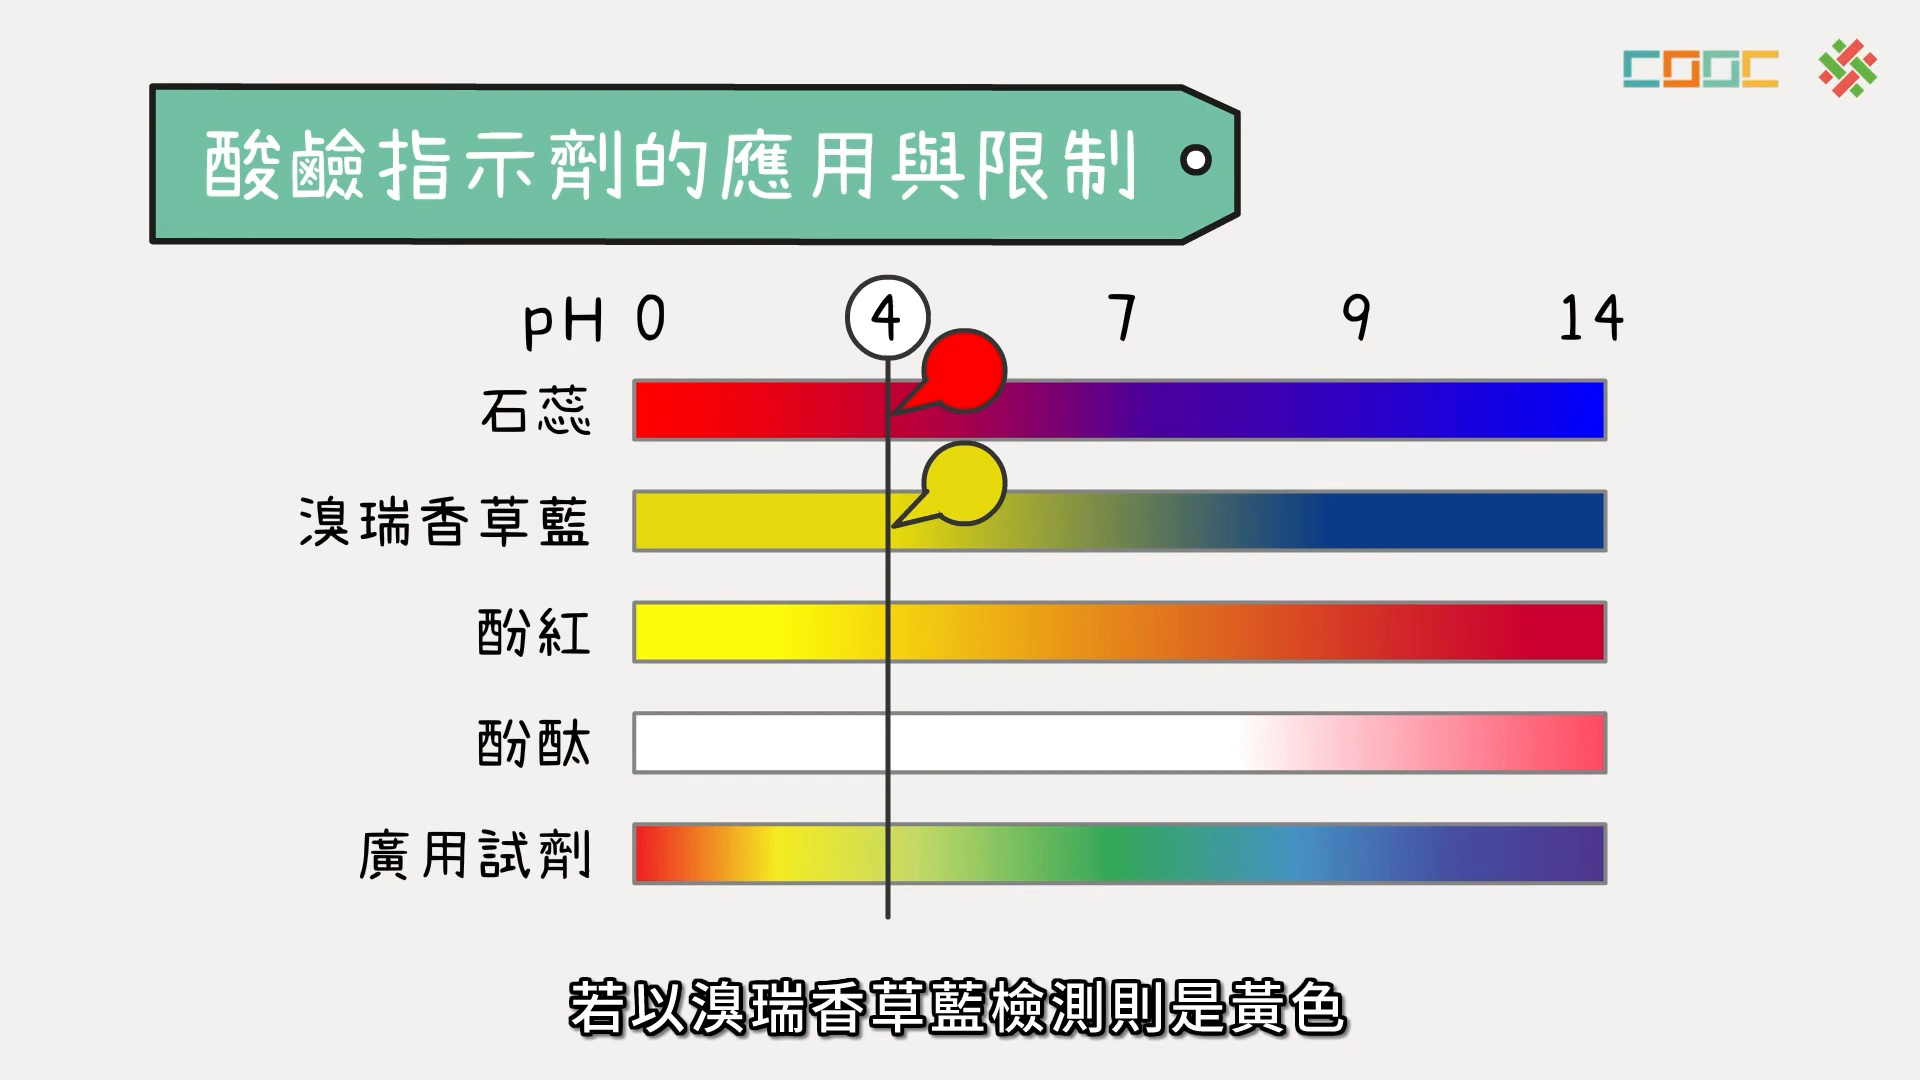 COOC
酸鹼指示劑的應用與限制
pH 0 4 7 9 14
石蕊
溴瑞香草藍
酚紅
酚酞
廣用試劑
若以溴瑞香草藍檢測則是黃色